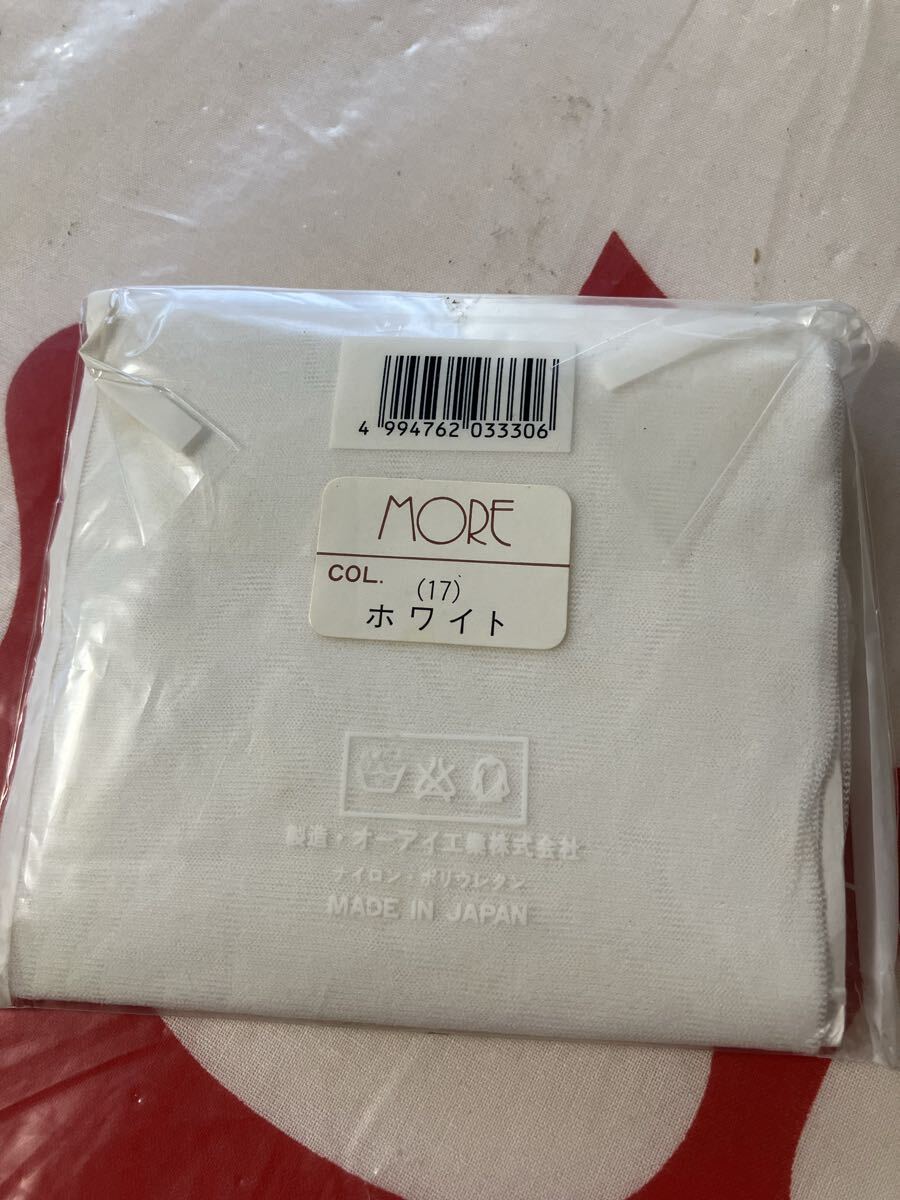 4 994762 033306
MORE
COL.
(17)
ホワイト
製造・オーアイ工業株式会社
ナイロン・ポリウレタン
MADE IN JAPAN